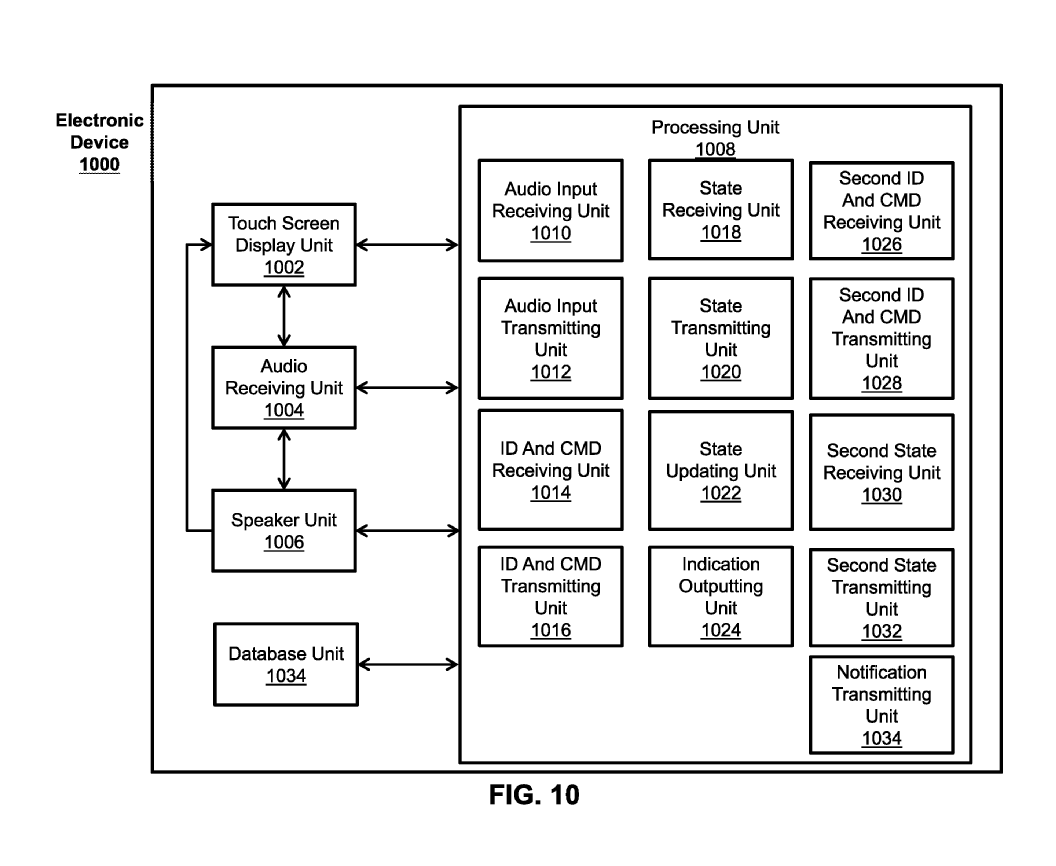 Electronic
Device
1000
Touch Screen
Display Unit
1002
Audio
Receiving Unit
1004
Speaker Unit
1006
Database Unit
1034
Processing Unit
1008
Audio Input
Receiving Unit
1010
Audio Input
Transmitting
Unit
1012
ID And CMD
Receiving Unit
1014
ID And CMD
Transmitting
Unit
1016
State
Receiving Unit
1018
State
Transmitting
Unit
1020
State
Updating Unit
1022
Indication
Outputting
Unit
1024
Second ID
And CMD
Receiving Unit
1026
Second ID
And CMD
Transmitting
Unit
1028
Second State
Receiving Unit
1030
Second State
Transmitting
Unit
1032
Notification
Transmitting
Unit
1034
FIG. 10